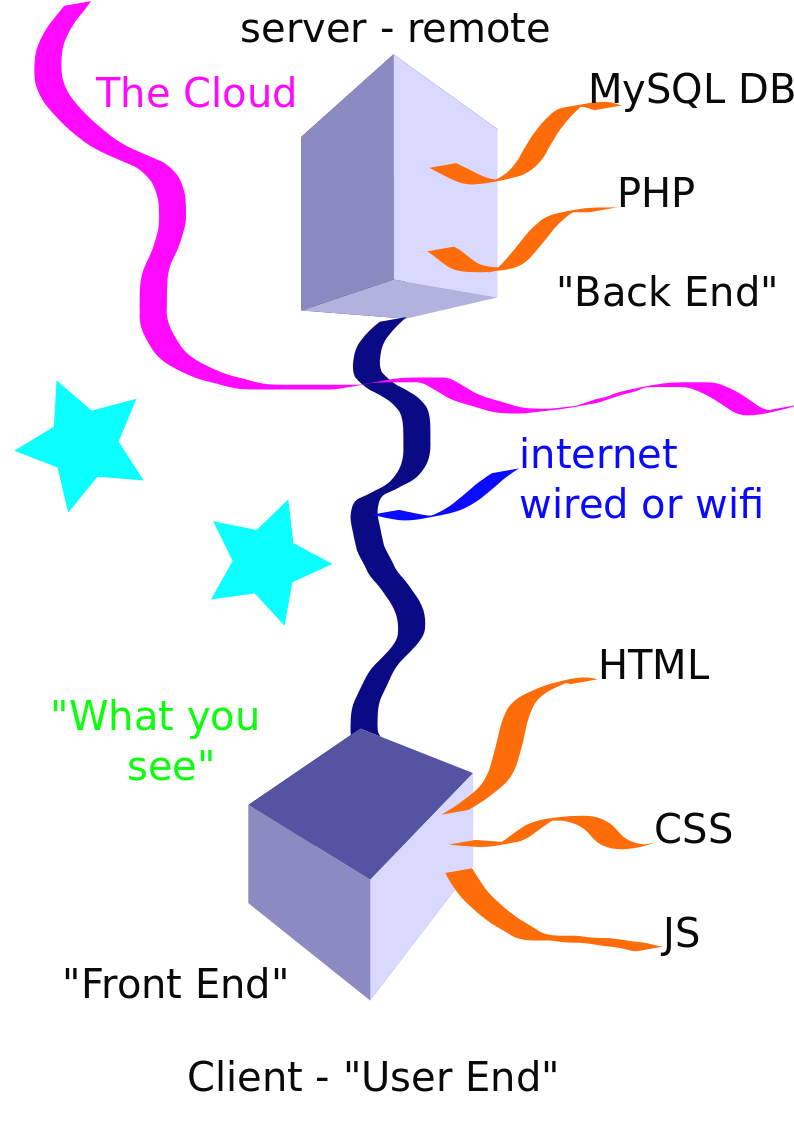 server - remote
The Cloud
MySQL DB
PHP
"Back End"
internet
wired or wifi
HTML
"What you
see"
CSS
JS
"Front End"
Client - "User End"